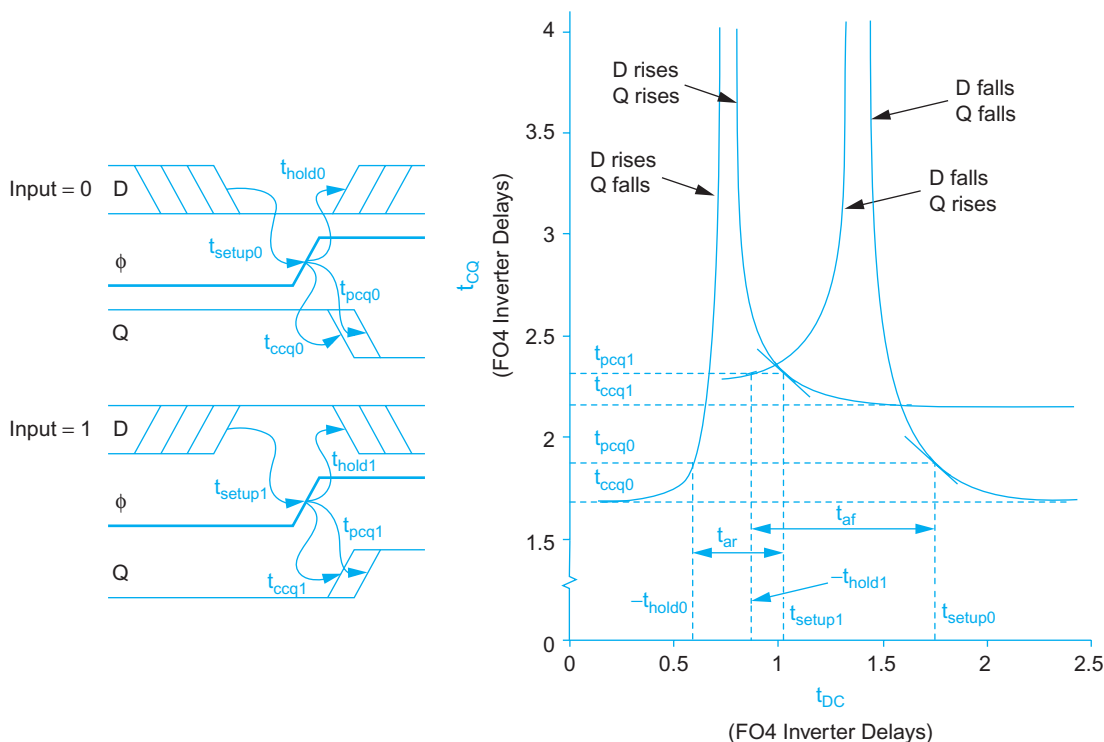 Input = 0
D
t_hold0
t_setup0
ϕ
t_pcq0
Q
t_ccq0
Input = 1
D
t_hold1
t_setup1
ϕ
t_pcq1
Q
t_ccq1
t_CQ
(FO4 Inverter Delays)
4
3.5
3
2.5
2
1.5
0
t_pcq1
t_ccq1
t_pcq0
t_ccq0
D rises
Q rises
D falls
Q falls
D rises
Q falls
D falls
Q rises
t_af
t_ar
–t_hold1
–t_hold0
t_setup1
t_setup0
0
0.5
1
1.5
2
2.5
t_DC
(FO4 Inverter Delays)